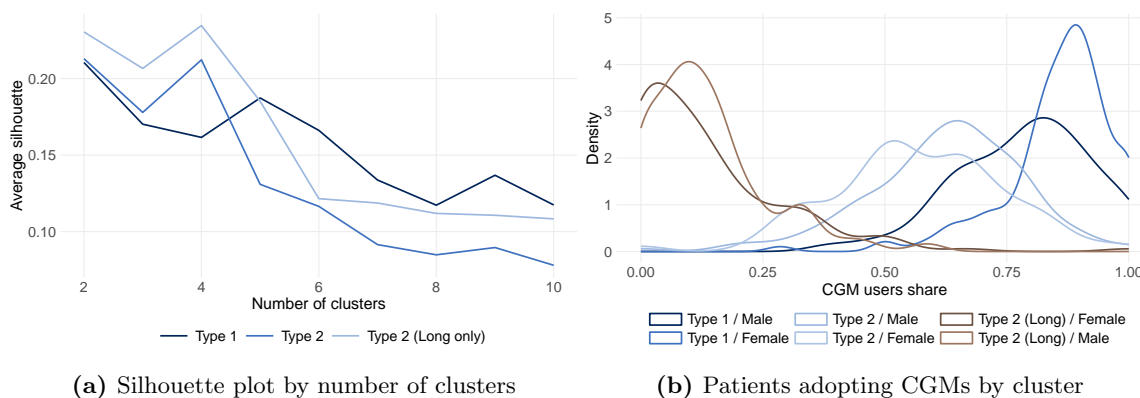 Average silhouette
0.20
0.15
0.10
2
4
6
8
10
Number of clusters
Type 1
Type 2
Type 2 (Long only)
(a) Silhouette plot by number of clusters
Density
5
4
3
2
1
0
0.00
0.25
0.50
0.75
1.00
CGM users share
Type 1 / Male
Type 2 / Male
Type 2 (Long) / Female
Type 1 / Female
Type 2 / Female
Type 2 (Long) / Male
(b) Patients adopting CGMs by cluster